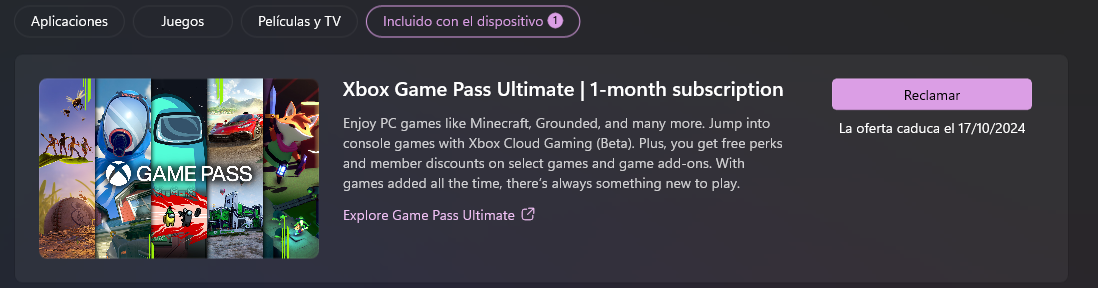 Aplicaciones
Juegos
Películas y TV
Incluido con el dispositivo 1
GAME PASS
Xbox Game Pass Ultimate | 1-month subscription
Enjoy PC games like Minecraft, Grounded, and many more. Jump into
console games with Xbox Cloud Gaming (Beta). Plus, you get free perks
and member discounts on select games and game add-ons. With
games added all the time, there’s always something new to play.
Explore Game Pass Ultimate
Reclamar
La oferta caduca el 17/10/2024